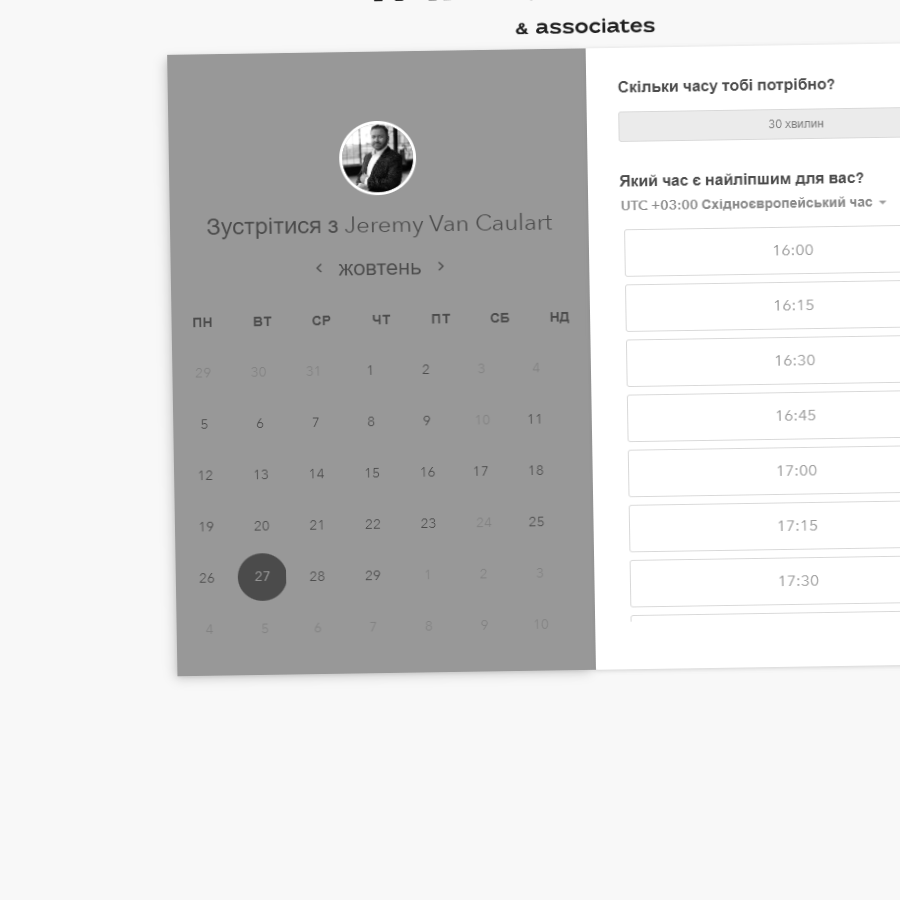 & associates
Зустрітися з Jeremy Van Caulart
жовтень
ПН ВТ СР ЧТ ПТ СБ НД
29 30 31 1 2 3 4
5 6 7 8 9 10 11
12 13 14 15 16 17 18
19 20 21 22 23 24 25
26 27 28 29 1 2 3
4 5 6 7 8 9 10
Скільки часу тобі потрібно?
30 хвилин
Який час є найліпшим для вас?
UTC +03:00 Східноєвропейський час
16:00
16:15
16:30
16:45
17:00
17:15
17:30